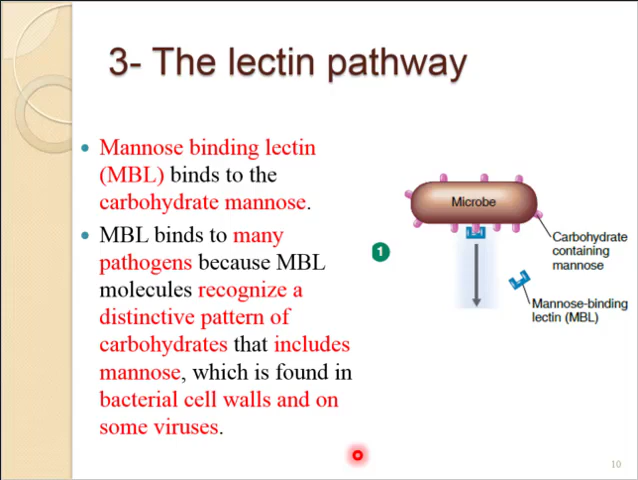 3- The lectin pathway
Mannose binding lectin
(MBL) binds to the
carbohydrate mannose.
MBL binds to many
pathogens because MBL
molecules recognize a
distinctive pattern of
carbohydrates that includes
mannose, which is found in
bacterial cell walls and on
some viruses.
Microbe
1
Carbohydrate
containing
mannose
Mannose-binding
lectin (MBL)
10